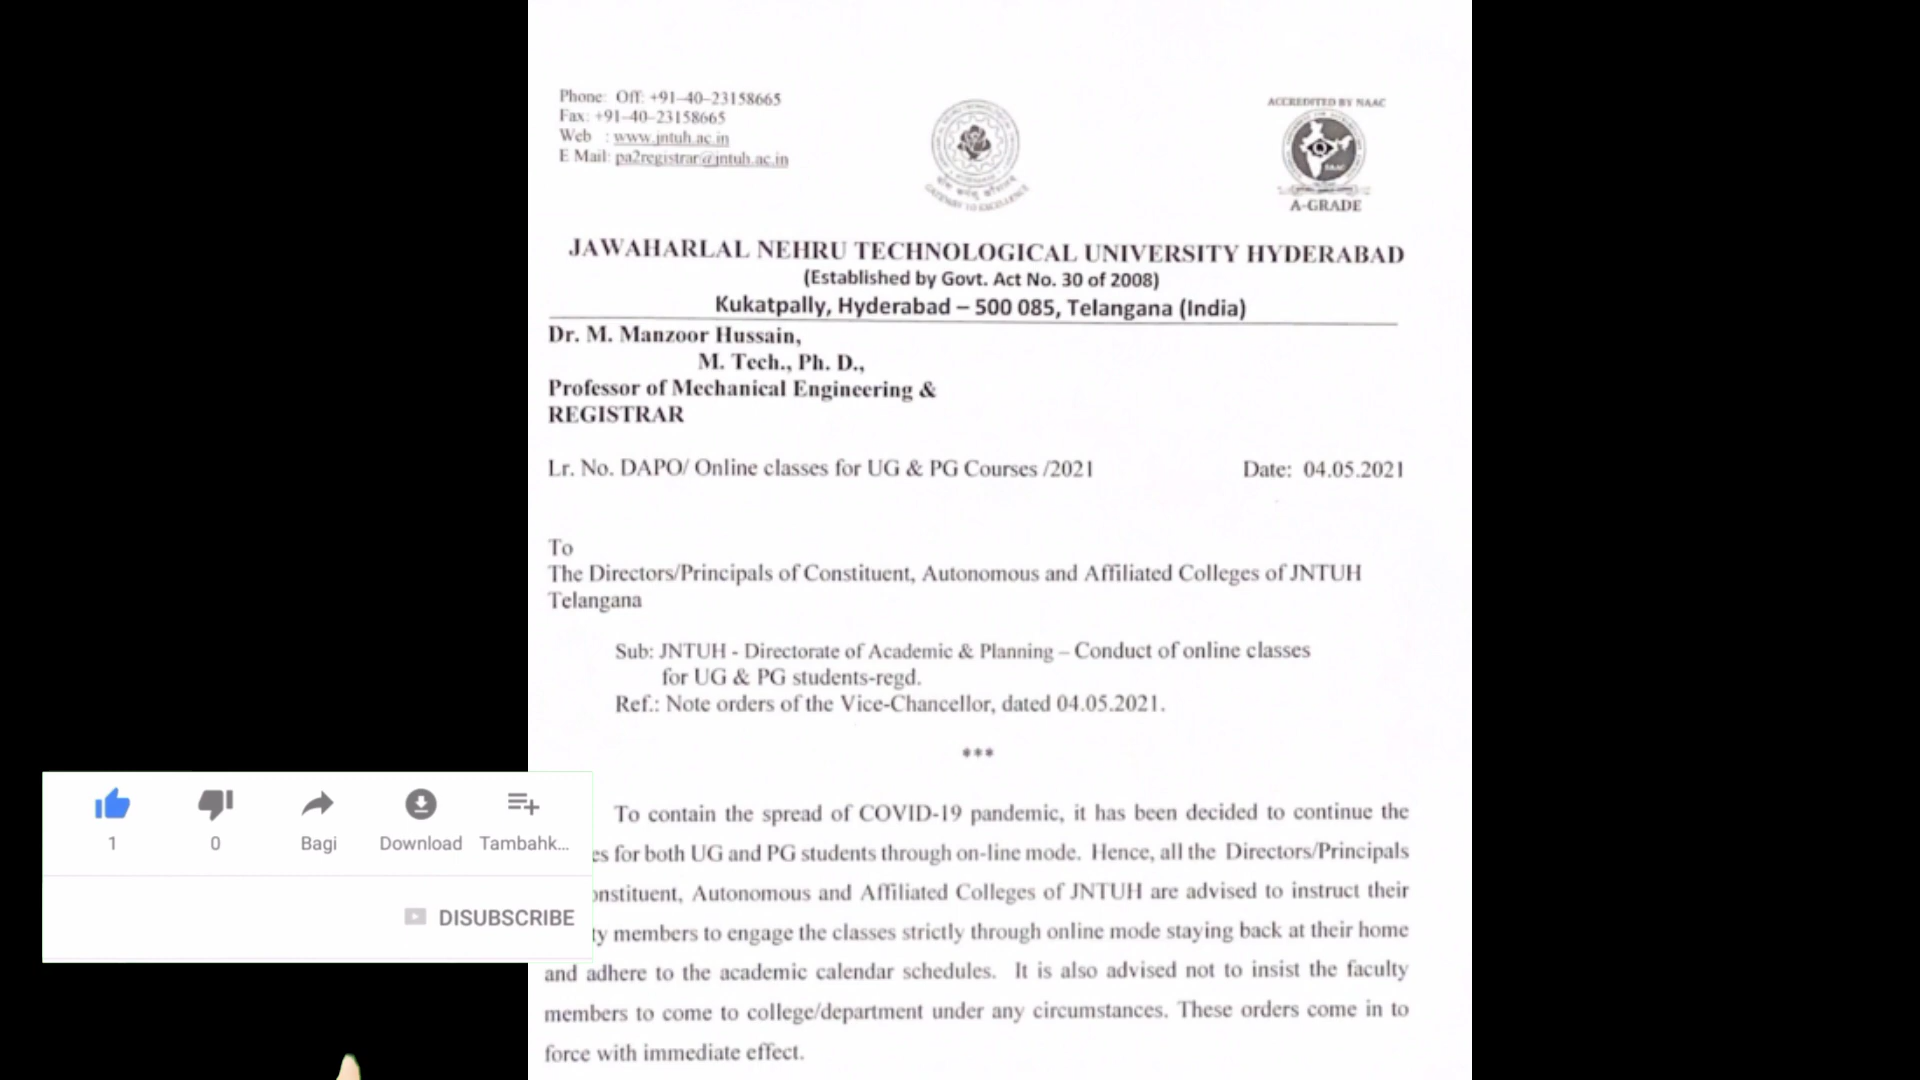 Phone: Off: +91–40–23158665
Fax: +91–40–23158665
Web : www.jntuh.ac.in
E Mail: pa2registrar@jntuh.ac.in
GATEWAY TO EXCELLENCE
ACCREDITED BY NAAC
A-GRADE
JAWAHARLAL NEHRU TECHNOLOGICAL UNIVERSITY HYDERABAD
(Established by Govt. Act No. 30 of 2008)
Kukatpally, Hyderabad – 500 085, Telangana (India)
Dr. M. Manzoor Hussain,
M. Tech., Ph. D.,
Professor of Mechanical Engineering &
REGISTRAR
Lr. No. DAPO/ Online classes for UG & PG Courses /2021 Date: 04.05.2021
To
The Directors/Principals of Constituent, Autonomous and Affiliated Colleges of JNTUH
Telangana
Sub: JNTUH - Directorate of Academic & Planning – Conduct of online classes
for UG & PG students-regd.
Ref.: Note orders of the Vice-Chancellor, dated 04.05.2021.
***
To contain the spread of COVID-19 pandemic, it has been decided to continue the
es for both UG and PG students through on-line mode. Hence, all the Directors/Principals
onstituent, Autonomous and Affiliated Colleges of JNTUH are advised to instruct their
ty members to engage the classes strictly through online mode staying back at their home
and adhere to the academic calendar schedules. It is also advised not to insist the faculty
members to come to college/department under any circumstances. These orders come in to
force with immediate effect.
1 0 Bagi Download Tambahk...
DISUBSCRIBE